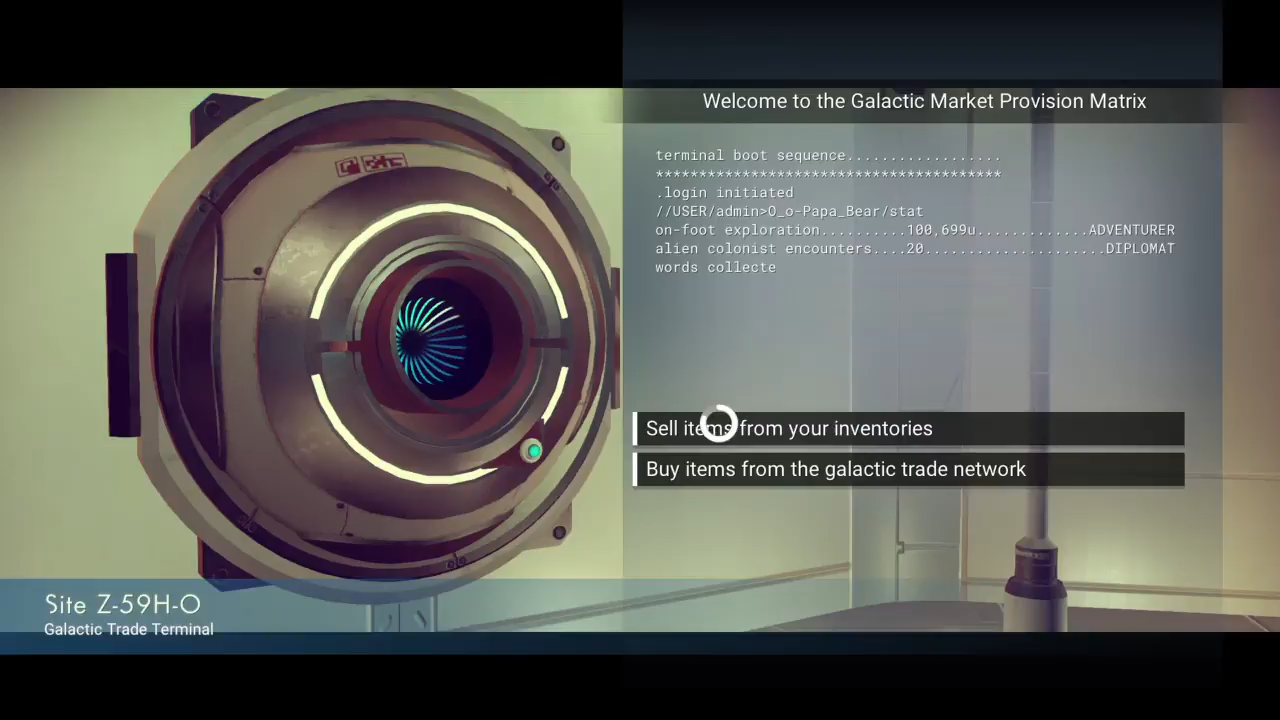 Welcome to the Galactic Market Provision Matrix
terminal boot sequence..................
****************************************
.login initiated
//USER/admin>O_o-Papa_Bear/stat
on-foot exploration..........100,699u.............ADVENTURER
alien colonist encounters....20.....................DIPLOMAT
words collecte
Sell items from your inventories
Buy items from the galactic trade network
Site Z-59H-O
Galactic Trade Terminal